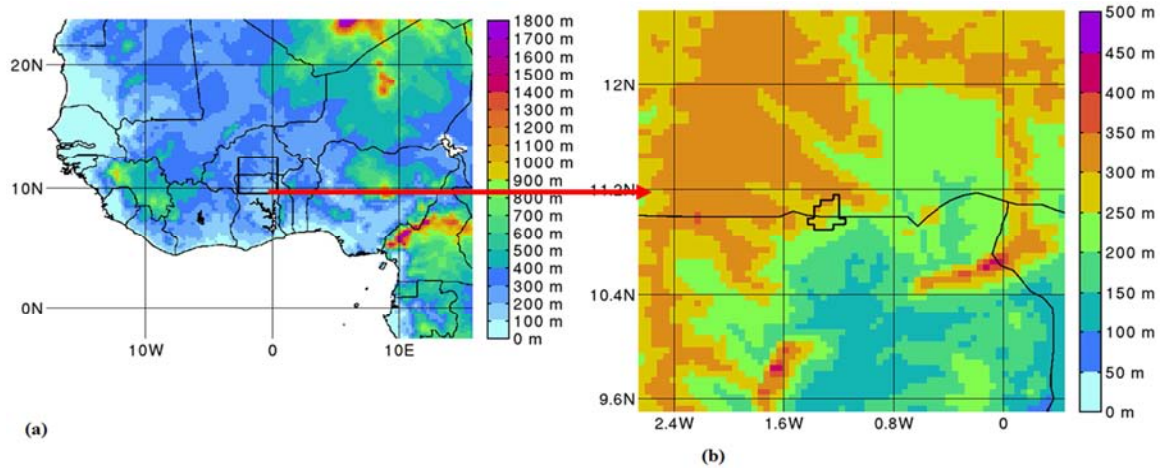 20N
10N
0N
10W
0
10E
1800 m
1700 m
1600 m
1500 m
1400 m
1300 m
1200 m
1100 m
1000 m
900 m
800 m
700 m
600 m
500 m
400 m
300 m
200 m
100 m
0 m
(a)
12N
11.2N
10.4N
9.6N
2.4W
1.6W
0.8W
0
500 m
450 m
400 m
350 m
300 m
250 m
200 m
150 m
100 m
50 m
0 m
(b)